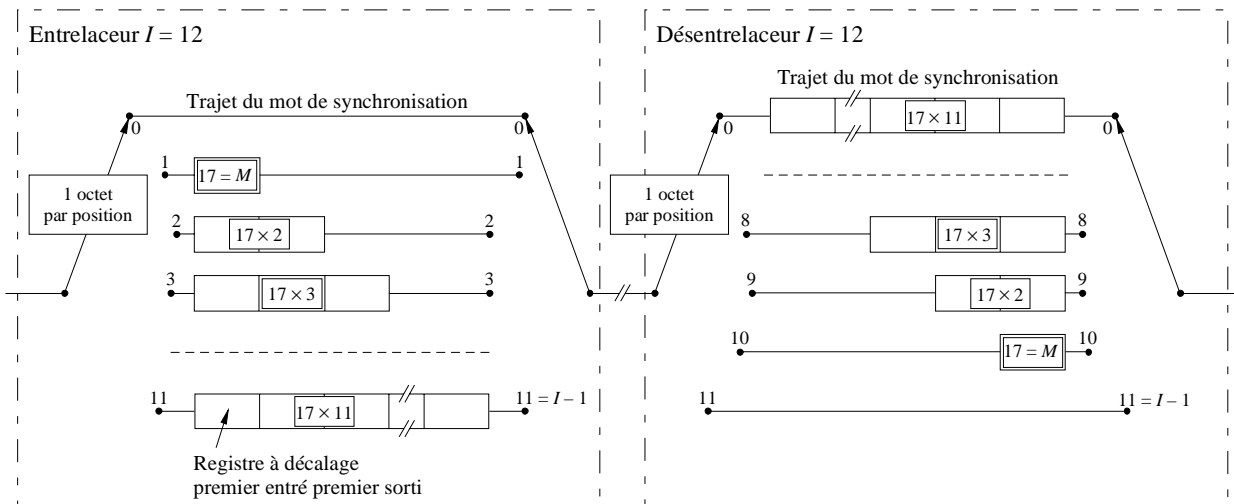 Entrelaceur I = 12
Trajet du mot de synchronisation
0
0
1 octet
par position
1
17 = M
1
2
17 × 2
2
3
17 × 3
3
11
17 × 11
11 = I – 1
Registre à décalage
premier entré premier sorti
Désentrelaceur I = 12
Trajet du mot de synchronisation
0
17 × 11
0
1 octet
par position
8
17 × 3
8
9
17 × 2
9
10
17 = M
10
11
11 = I – 1